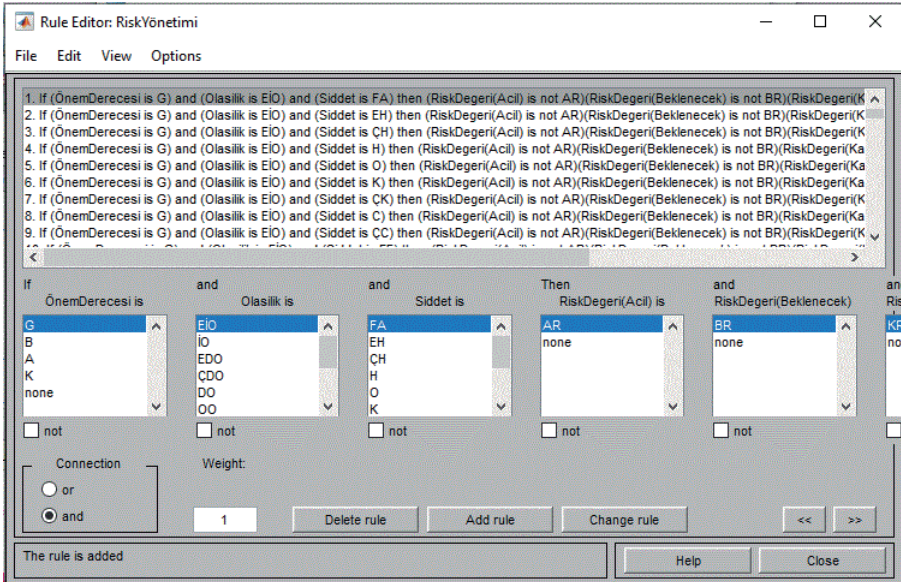 Rule Editor: RiskYönetimi
File Edit View Options
1. If (ÖnemDerecesi is G) and (Olasilik is EİO) and (Siddet is FA) then (RiskDegeri(Acil) is not AR)(RiskDegeri(Beklenecek) is not BR)(RiskDegeri(K
2. If (ÖnemDerecesi is G) and (Olasilik is EİO) and (Siddet is EH) then (RiskDegeri(Acil) is not AR)(RiskDegeri(Beklenecek) is not BR)(RiskDegeri(K
3. If (ÖnemDerecesi is G) and (Olasilik is EİO) and (Siddet is ÇH) then (RiskDegeri(Acil) is not AR)(RiskDegeri(Beklenecek) is not BR)(RiskDegeri(K
4. If (ÖnemDerecesi is G) and (Olasilik is EİO) and (Siddet is H) then (RiskDegeri(Acil) is not AR)(RiskDegeri(Beklenecek) is not BR)(RiskDegeri(Ka
5. If (ÖnemDerecesi is G) and (Olasilik is EİO) and (Siddet is O) then (RiskDegeri(Acil) is not AR)(RiskDegeri(Beklenecek) is not BR)(RiskDegeri(Ka
6. If (ÖnemDerecesi is G) and (Olasilik is EİO) and (Siddet is K) then (RiskDegeri(Acil) is not AR)(RiskDegeri(Beklenecek) is not BR)(RiskDegeri(Ka
7. If (ÖnemDerecesi is G) and (Olasilik is EİO) and (Siddet is ÇK) then (RiskDegeri(Acil) is not AR)(RiskDegeri(Beklenecek) is not BR)(RiskDegeri(K
8. If (ÖnemDerecesi is G) and (Olasilik is EİO) and (Siddet is C) then (RiskDegeri(Acil) is not AR)(RiskDegeri(Beklenecek) is not BR)(RiskDegeri(Ka
9. If (ÖnemDerecesi is G) and (Olasilik is EİO) and (Siddet is ÇC) then (RiskDegeri(Acil) is not AR)(RiskDegeri(Beklenecek) is not BR)(RiskDegeri(K
If and and Then and an
ÖnemDerecesi is Olasilik is Siddet is RiskDegeri(Acil) is RiskDegeri(Beklenecek) Ris
G EİO FA AR BR KR
B İO EH none none no
A EDO ÇH
K ÇDO H
none DO O
OO K
not not not not not
Connection Weight:
or
and 1 Delete rule Add rule Change rule << >>
The rule is added Help Close